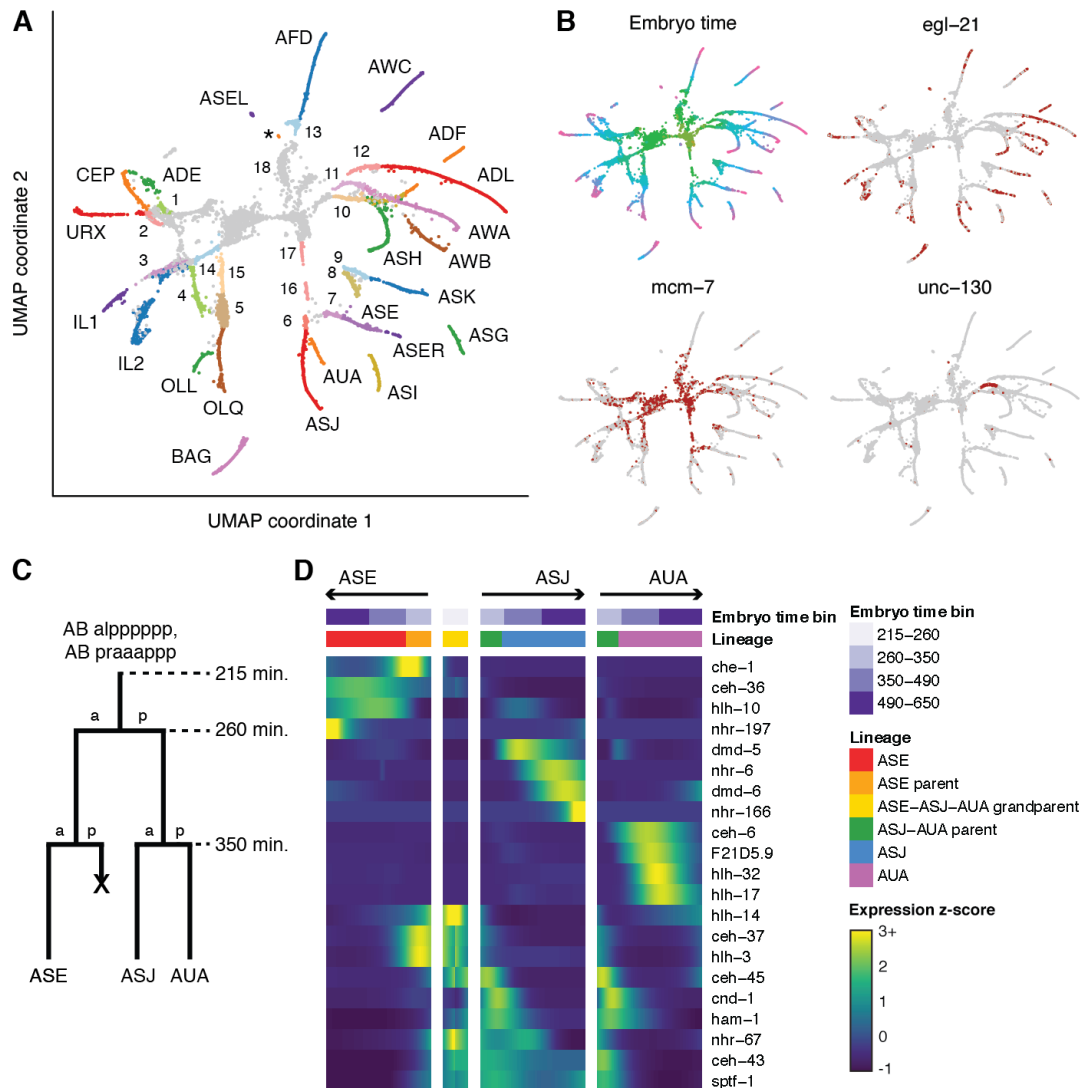 A
AFD
AWC
ASEL
*
13
ADF
12
18
ADL
11
CEP
ADE
1
10
URX
2
AWA
ASH
AWB
17
3
14
15
9
8
16
ASK
4
5
7
ASE
IL1
6
ASER
ASG
IL2
OLL
AUA
ASI
OLQ
ASJ
BAG
UMAP coordinate 2
UMAP coordinate 1
B
Embryo time
egl−21
mcm−7
unc−130
C
AB alpppppp,
AB praaappp
215 min.
a p
260 min.
a p a p
350 min.
X
ASE ASJ AUA
D
ASE ASJ AUA
Embryo time bin
Lineage
che−1
ceh−36
hlh−10
nhr−197
dmd−5
nhr−6
dmd−6
nhr−166
ceh−6
F21D5.9
hlh−32
hlh−17
hlh−14
ceh−37
hlh−3
ceh−45
cnd−1
ham−1
nhr−67
ceh−43
sptf−1
Embryo time bin
215−260
260−350
350−490
490−650
Lineage
ASE
ASE parent
ASE−ASJ−AUA grandparent
ASJ−AUA parent
ASJ
AUA
Expression z−score
3+
2
1
0
-1